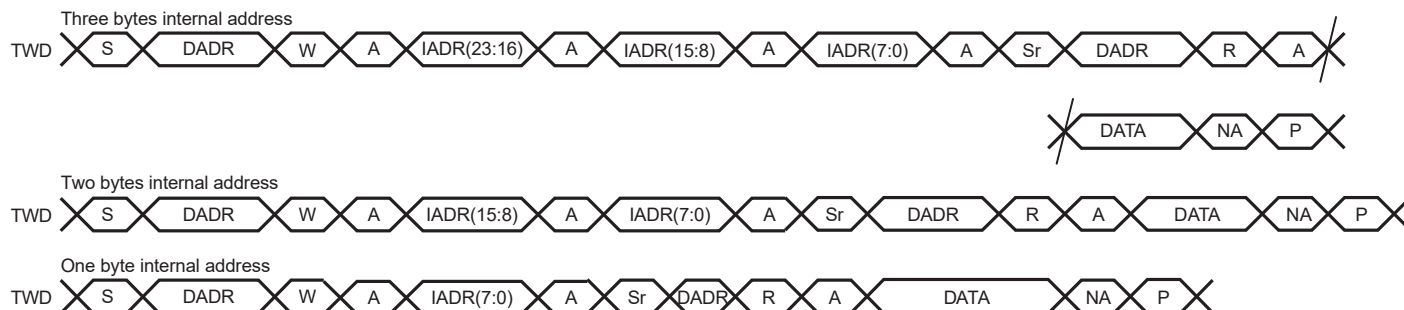 Three bytes internal address
TWD S DADR W A IADR(23:16) A IADR(15:8) A IADR(7:0) A Sr DADR R A
DATA NA P
Two bytes internal address
TWD S DADR W A IADR(15:8) A IADR(7:0) A Sr DADR R A DATA NA P
One byte internal address
TWD S DADR W A IADR(7:0) A Sr DADR R A DATA NA P